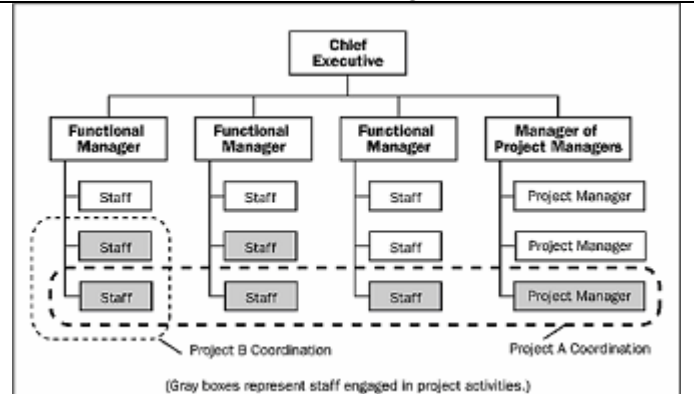 Chief
Executive
Functional
Manager
Functional
Manager
Functional
Manager
Manager of
Project Managers
Staff
Staff
Staff
Project Manager
Staff
Staff
Staff
Project Manager
Staff
Staff
Staff
Project Manager
Project B Coordination
Project A Coordination
(Gray boxes represent staff engaged in project activities.)